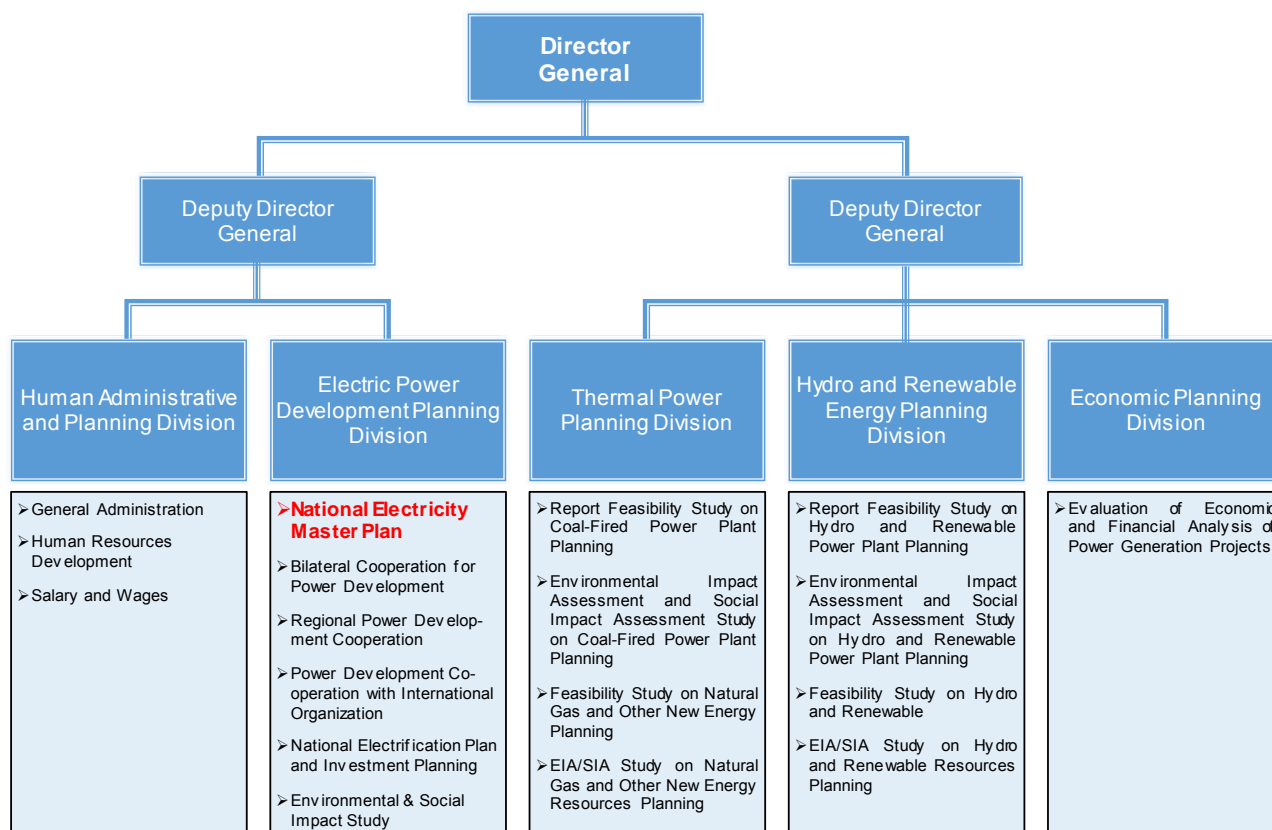 Director
General
Deputy Director
General
Deputy Director
General
Human Administrative
and Planning Division
Electric Power
Development Planning
Division
Thermal Power
Planning Division
Hydro and Renewable
Energy Planning
Division
Economic Planning
Division
➢General Administration
➢Human Resources
Development
➢Salary and Wages
➢National Electricity
Master Plan
➢Bilateral Cooperation for
Power Development
➢Regional Power Develop-
ment Cooperation
➢Power Development Co-
operation with International
Organization
➢National Electrification Plan
and Investment Planning
➢Environmental & Social
Impact Study
➢Report Feasibility Study on
Coal-Fired Power Plant
Planning
➢Environmental Impact
Assessment and Social
Impact Assessment Study
on Coal-Fired Power Plant
Planning
➢Feasibility Study on Natural
Gas and Other New Energy
Planning
➢EIA/SIA Study on Natural
Gas and Other New Energy
Resources Planning
➢Report Feasibility Study on
Hydro and Renewable
Power Plant Planning
➢Environmental Impact
Assessment and Social
Impact Assessment Study
on Hydro and Renewable
Power Plant Planning
➢Feasibility Study on Hydro
and Renewable
➢EIA/SIA Study on Hydro
and Renewable Resources
Planning
➢Evaluation of Economic
and Financial Analysis of
Power Generation Projects